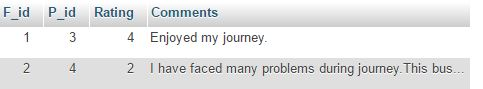 F_id P_id Rating Comments
1 3 4 Enjoyed my journey.
2 4 2 I have faced many problems during journey.This bus...